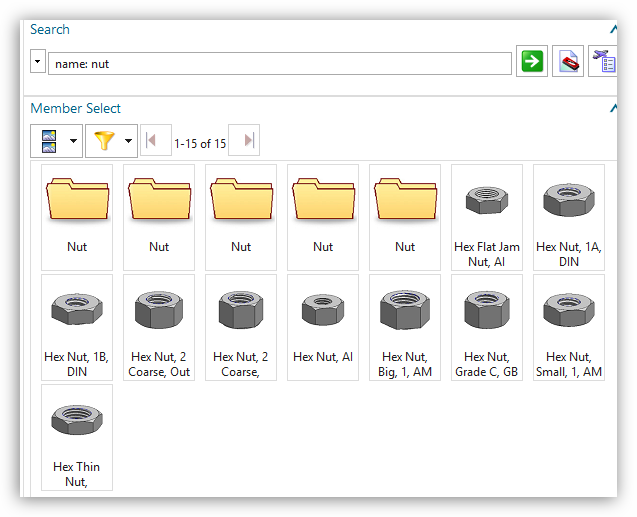 Search
name: nut
Member Select
1-15 of 15
Nut
Nut
Nut
Nut
Nut
Hex Flat Jam
Nut, AI
Hex Nut, 1A,
DIN
Hex Nut, 1B,
DIN
Hex Nut, 2
Coarse, Out
Hex Nut, 2
Coarse,
Hex Nut, AI
Hex Nut,
Big, 1, AM
Hex Nut,
Grade C, GB
Hex Nut,
Small, 1, AM
Hex Thin
Nut,